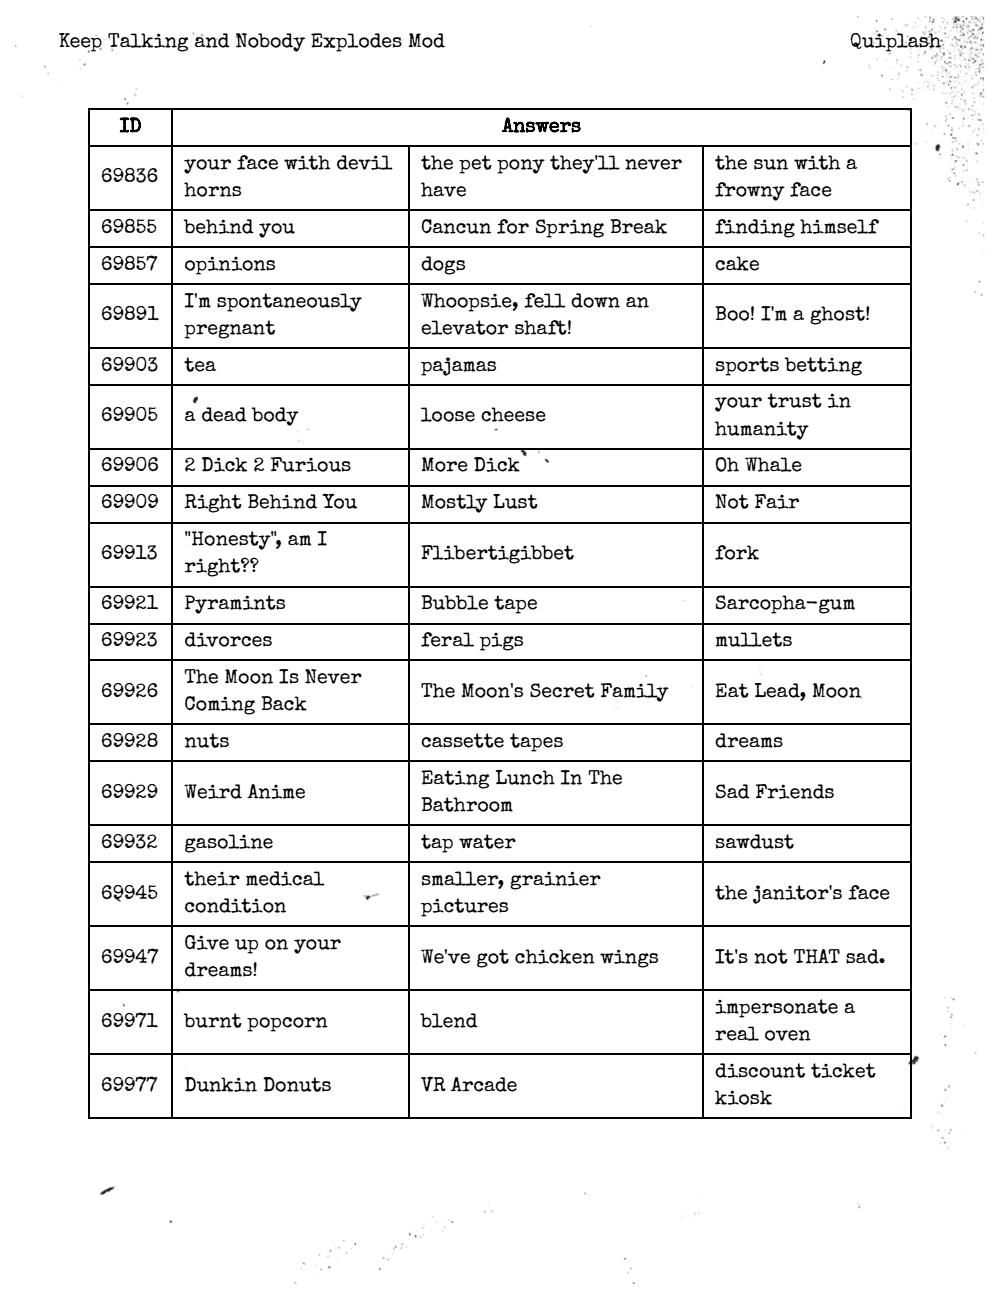 Keep Talking and Nobody Explodes Mod Quiplash
ID Answers
69836 your face with devil horns the pet pony they'll never have the sun with a frowny face
69855 behind you Cancun for Spring Break finding himself
69857 opinions dogs cake
69891 I'm spontaneously pregnant Whoopsie, fell down an elevator shaft! Boo! I'm a ghost!
69903 tea pajamas sports betting
69905 a dead body loose cheese your trust in humanity
69906 2 Dick 2 Furious More Dick Oh Whale
69909 Right Behind You Mostly Lust Not Fair
69913 "Honesty", am I right?? Flibertigibbet fork
69921 Pyramints Bubble tape Sarcopha-gum
69923 divorces feral pigs mullets
69926 The Moon Is Never Coming Back The Moon's Secret Family Eat Lead, Moon
69928 nuts cassette tapes dreams
69929 Weird Anime Eating Lunch In The Bathroom Sad Friends
69932 gasoline tap water sawdust
69945 their medical condition smaller, grainier pictures the janitor's face
69947 Give up on your dreams! We've got chicken wings It's not THAT sad.
69971 burnt popcorn blend impersonate a real oven
69977 Dunkin Donuts VR Arcade discount ticket kiosk